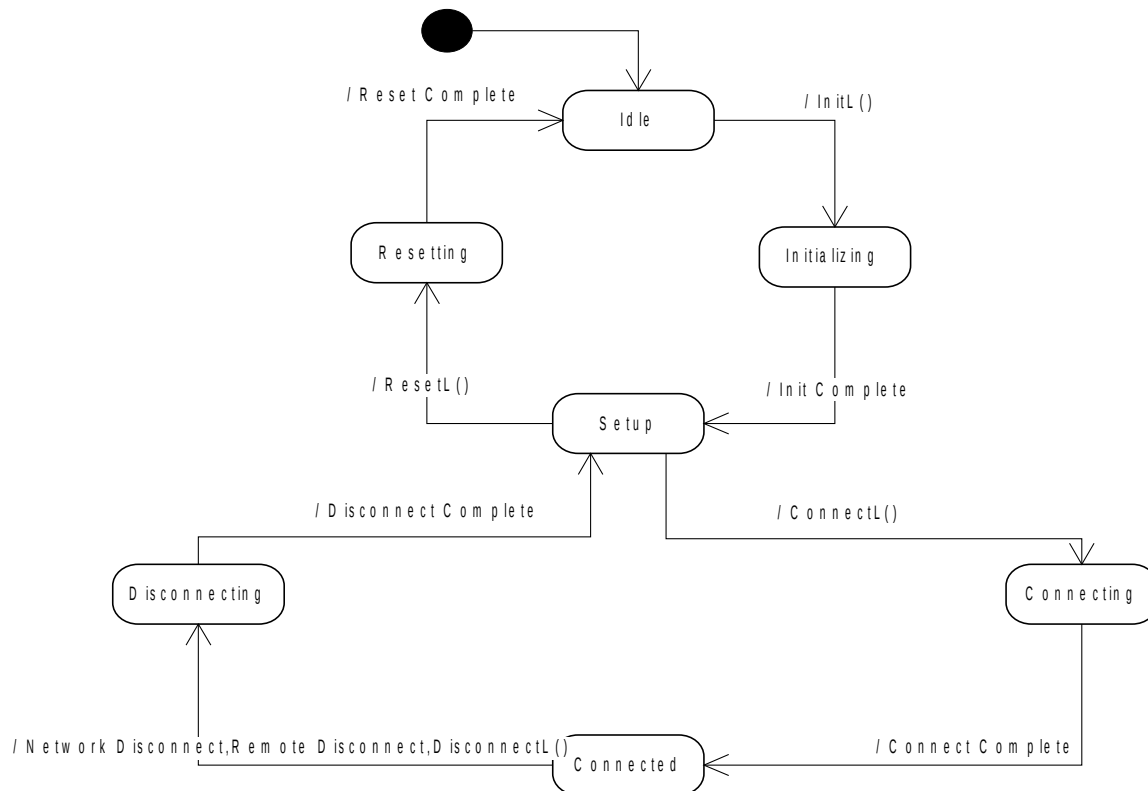 / Reset Complete
/ InitL()
Idle
Resetting
Initializing
/ ResetL()
/ Init Complete
Setup
/ Disconnect Complete
/ ConnectL()
Disconnecting
Connecting
/ Network Disconnect,Remote Disconnect,DisconnectL()
/ Connect Complete
Connected